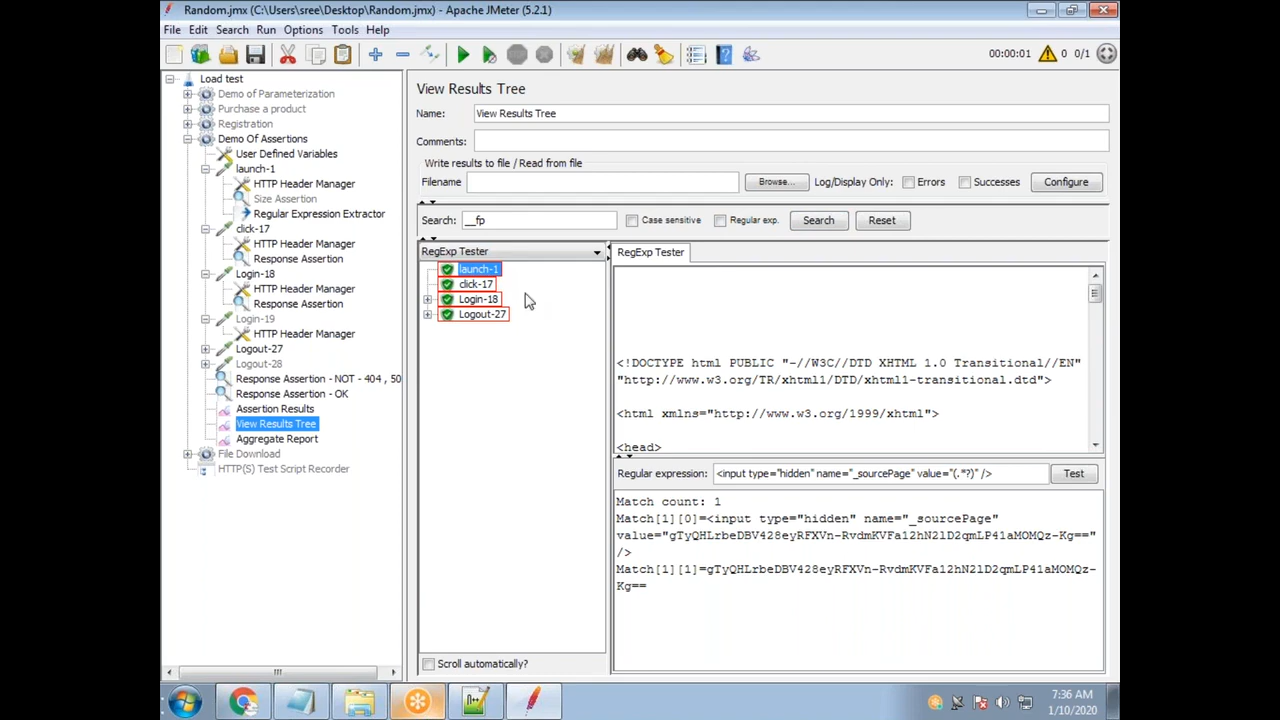 Random.jmx (C:\Users\sree\Desktop\Random.jmx) - Apache JMeter (5.2.1)
File Edit Search Run Options Tools Help
00:00:01 0 0/1
Load test
Demo of Parameterization
Purchase a product
Registration
Demo Of Assertions
User Defined Variables
launch-1
HTTP Header Manager
Size Assertion
Regular Expression Extractor
click-17
HTTP Header Manager
Response Assertion
Login-18
HTTP Header Manager
Response Assertion
Login-19
HTTP Header Manager
Logout-27
Logout-28
Response Assertion - NOT - 404 , 50
Response Assertion - OK
Assertion Results
View Results Tree
Aggregate Report
File Download
HTTP(S) Test Script Recorder
View Results Tree
Name: View Results Tree
Comments:
Write results to file / Read from file
Filename Browse... Log/Display Only: Errors Successes Configure
Search: __fp Case sensitive Regular exp. Search Reset
RegExp Tester
launch-1
click-17
Login-18
Logout-27
Scroll automatically?
RegExp Tester
<!DOCTYPE html PUBLIC "-//W3C//DTD XHTML 1.0 Transitional//EN"
"http://www.w3.org/TR/xhtml1/DTD/xhtml1-transitional.dtd">
<html xmlns="http://www.w3.org/1999/xhtml">
<head>
Regular expression: <input type="hidden" name="_sourcePage" value="(.*?)" /> Test
Match count: 1
Match[1][0]=<input type="hidden" name="_sourcePage"
value="gTyQHLrbeDBV428eyRFXVn-RvdmKVFa12hN2lD2qmLP41aMOMQz-Kg=="
/>
Match[1][1]=gTyQHLrbeDBV428eyRFXVn-RvdmKVFa12hN2lD2qmLP41aMOMQz-
Kg==
7:36 AM
1/10/2020